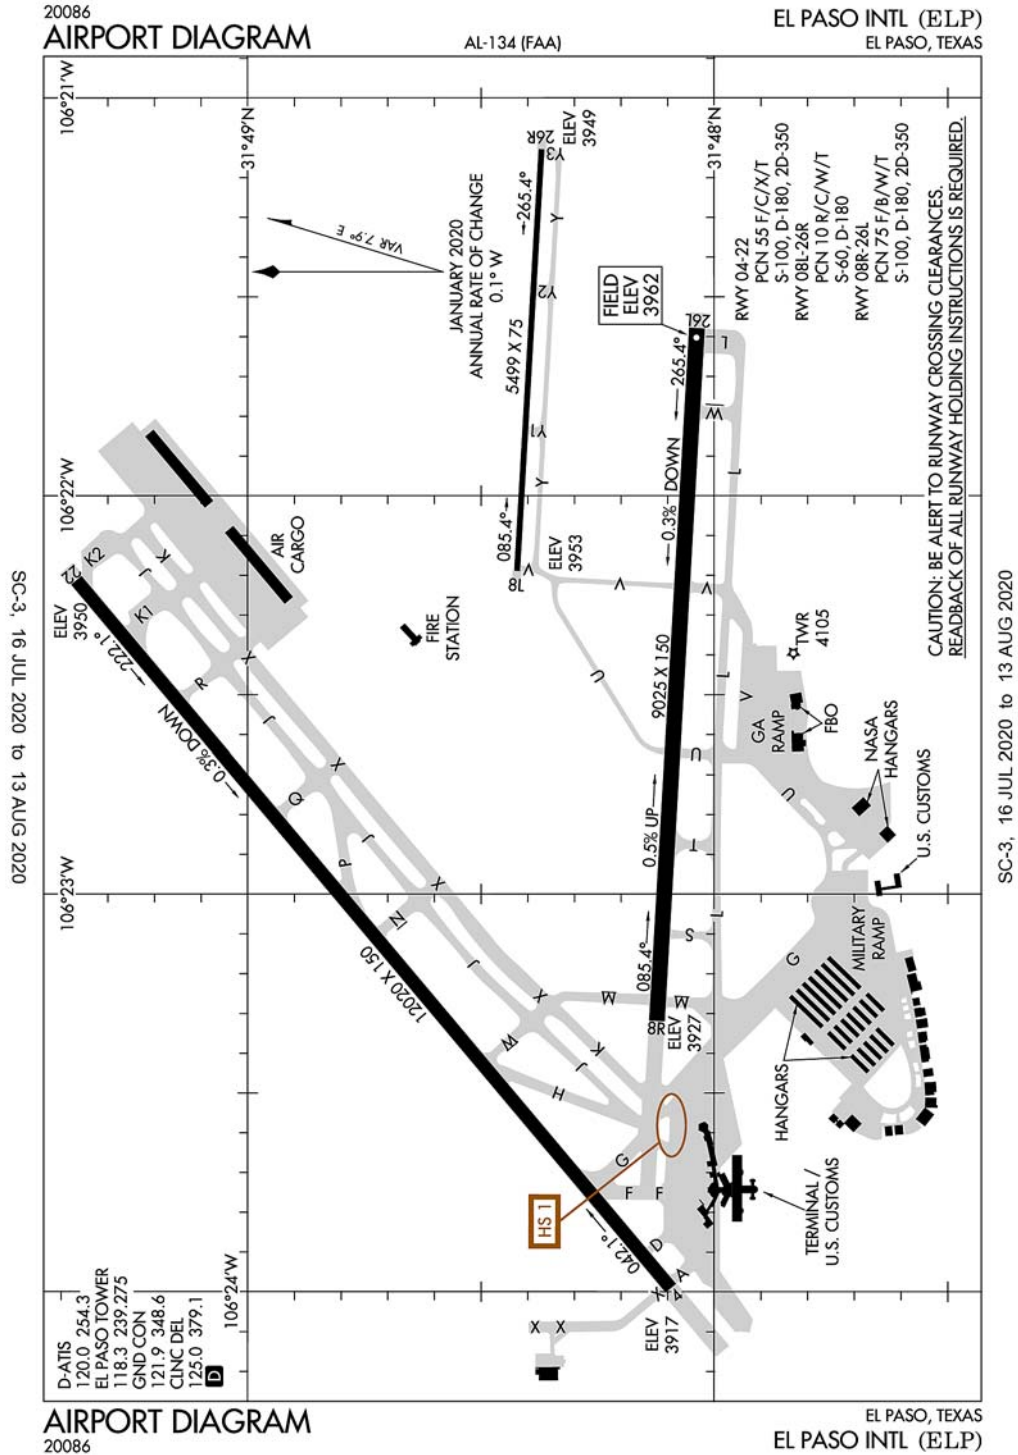 20086
AIRPORT DIAGRAM
AL-134 (FAA)
EL PASO INTL (ELP)
EL PASO, TEXAS
106°21'W
31°49'N
31°48'N
26R
ELEV
3949
Y3
265.4°
Y
VAR 7.9° E
JANUARY 2020
ANNUAL RATE OF CHANGE
0.1° W
Y2
5499 X 75
Y1
Y
085.4°
8L
ELEV
3953
V
FIELD
ELEV
3962
26L
265.4°
L
W
L
0.3% DOWN
RWY 04-22
PCN 55 F/C/X/T
S-100, D-180, 2D-350
RWY 08L-26R
PCN 10 R/C/W/T
S-60, D-180
RWY 08R-26L
PCN 75 F/B/W/T
S-100, D-180, 2D-350
CAUTION: BE ALERT TO RUNWAY CROSSING CLEARANCES.
READBACK OF ALL RUNWAY HOLDING INSTRUCTIONS IS REQUIRED.
106°22'W
22
K2
K
J
K1
AIR
CARGO
ELEV
3950
222.1°
R
X
J
0.3% DOWN
FIRE
STATION
V
V
U
9025 X 150
L
V
TWR
4105
GA
RAMP
FBO
NASA
HANGARS
U.S. CUSTOMS
U
U
0.5% UP
T
X
Q
J
P
X
N
106°23'W
12020 X 150
J
X
L
S
085.4°
M
M
8R
ELEV
3927
G
MILITARY
RAMP
HANGARS
W
K
J
H
G
F
F
HS 1
TERMINAL /
U.S. CUSTOMS
042.1°
D
A
4
X
X
X
ELEV
3917
106°24'W
D-ATIS
120.0 254.3
EL PASO TOWER
118.3 239.275
GND CON
121.9 348.6
CLNC DEL
125.0 379.1
D
SC-3, 16 JUL 2020 to 13 AUG 2020
SC-3, 16 JUL 2020 to 13 AUG 2020
AIRPORT DIAGRAM
20086
EL PASO, TEXAS
EL PASO INTL (ELP)